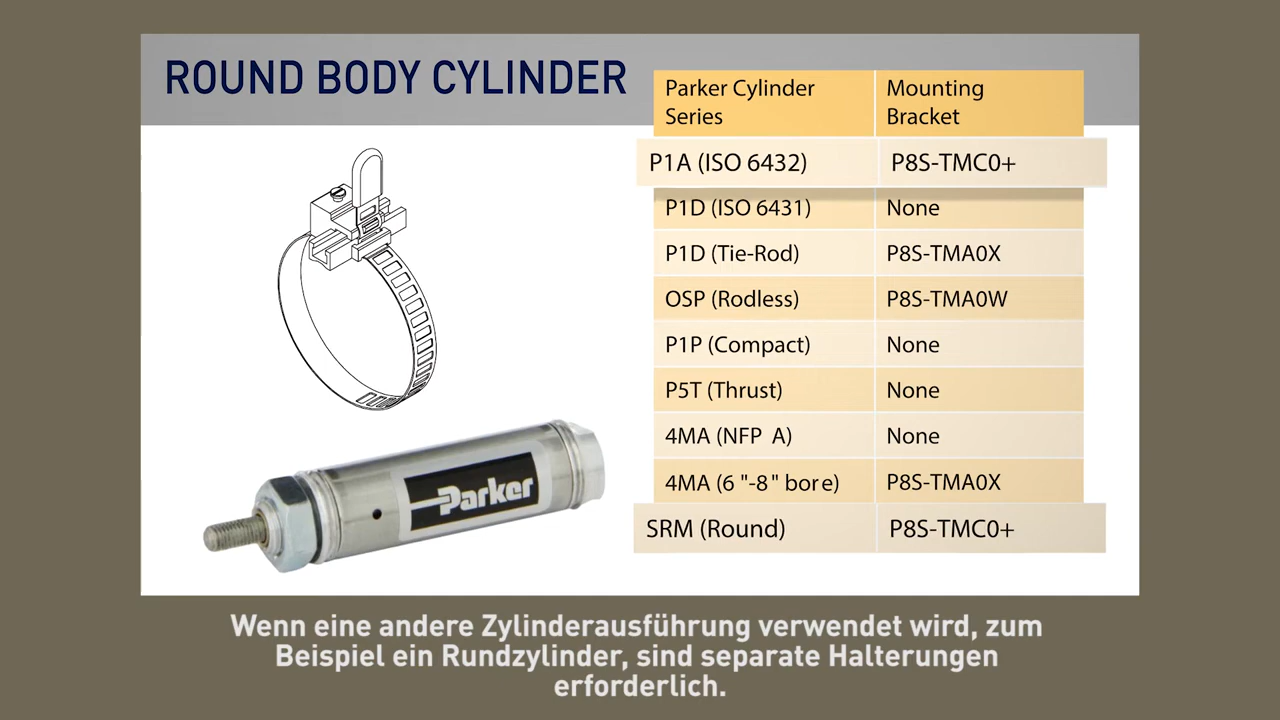 ROUND BODY CYLINDER
Parker Cylinder Series
Mounting Bracket
P1A (ISO 6432) P8S-TMC0+
P1D (ISO 6431) None
P1D (Tie-Rod) P8S-TMA0X
OSP (Rodless) P8S-TMA0W
P1P (Compact) None
P5T (Thrust) None
4MA (NFP A) None
4MA (6 "-8" bore) P8S-TMA0X
SRM (Round) P8S-TMC0+
Parker
Wenn eine andere Zylinderausführung verwendet wird, zum
Beispiel ein Rundzylinder, sind separate Halterungen
erforderlich.